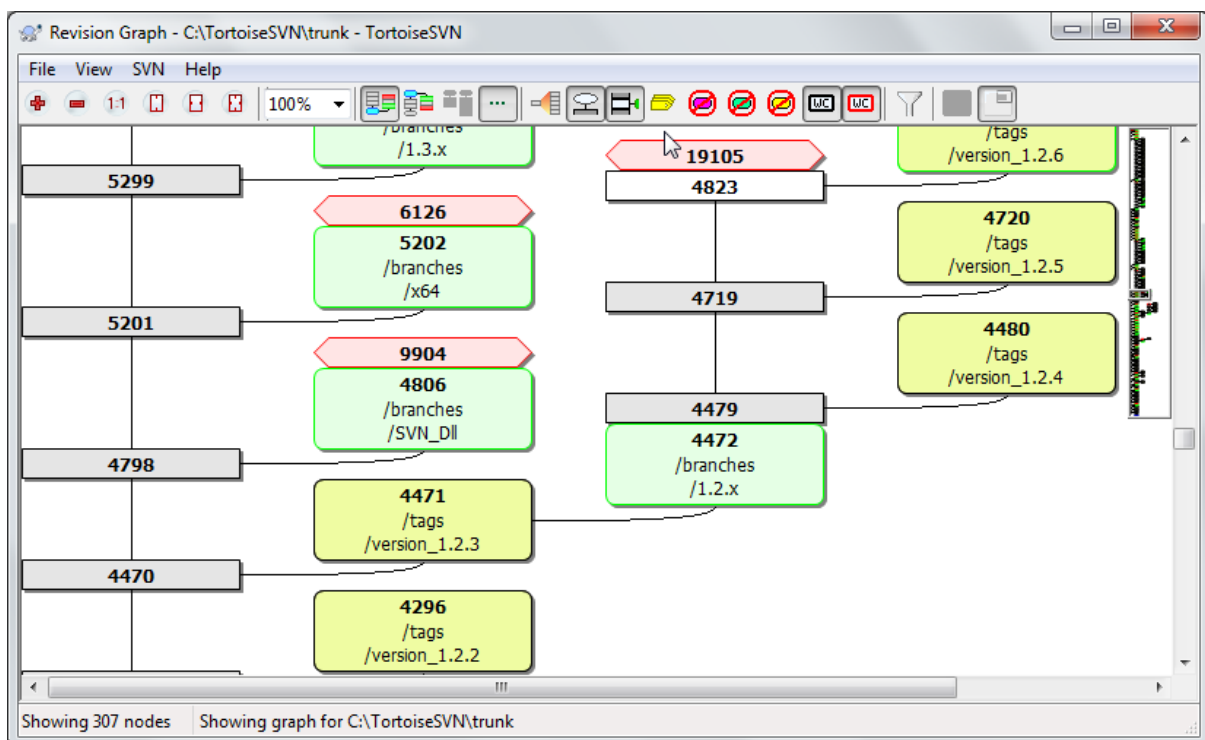 Revision Graph - C:\TortoiseSVN\trunk - TortoiseSVN
File View SVN Help
1:1
100%
WC
WC
/branches
/1.3.x
5299
6126
5202
/branches
/x64
5201
9904
4806
/branches
/SVN_Dll
4798
4471
/tags
/version_1.2.3
4470
4296
/tags
/version_1.2.2
19105
4823
4719
4479
4472
/branches
/1.2.x
/tags
/version_1.2.6
4720
/tags
/version_1.2.5
4480
/tags
/version_1.2.4
Showing 307 nodes
Showing graph for C:\TortoiseSVN\trunk